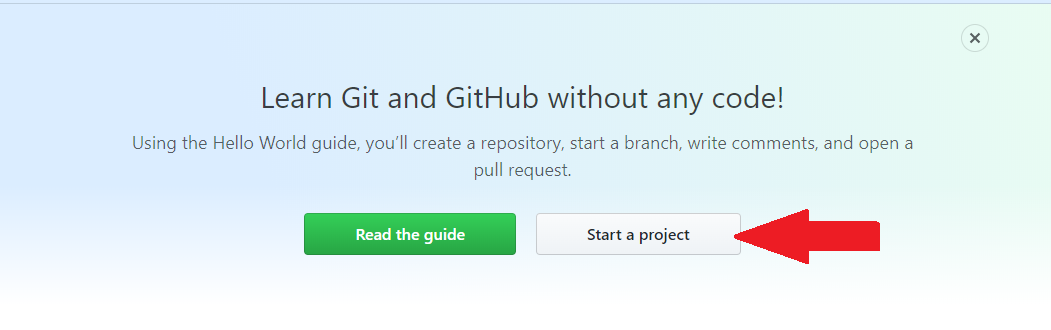 Learn Git and GitHub without any code!
Using the Hello World guide, you’ll create a repository, start a branch, write comments, and open a
pull request.
Read the guide
Start a project